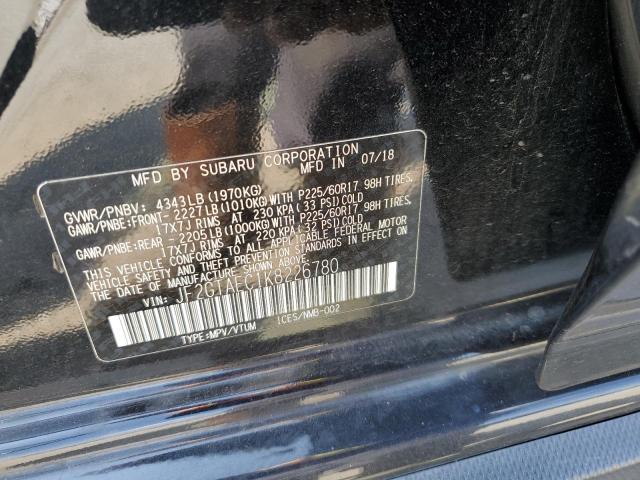 MFD BY SUBARU CORPORATION
MFD IN 07/18
GVWR/PNBV: 4343LB (1970KG)
GAWR/PNBE:FRONT- 2227LB(1010KG)WITH P225/60R17 98H TIRES,
17X7J RIMS AT 230 KPA (33 PSI)COLD
GAWR/PNBE:REAR - 2205LB(1000KG)WITH P225/60R17 98H TIRES,
17X7J RIMS AT 220 KPA (32 PSI)COLD
THIS VEHICLE CONFORMS TO ALL APPLICABLE FEDERAL MOTOR
VEHICLE SAFETY, BUMPER, AND THEFT PREVENTION STANDARDS IN EFFECT ON THE
DATE OF MANUFACTURE SHOWN ABOVE.
VIN: JF2GTAEC1K8226780
TYPE:MPV/VTUM
ICES/NMB-002